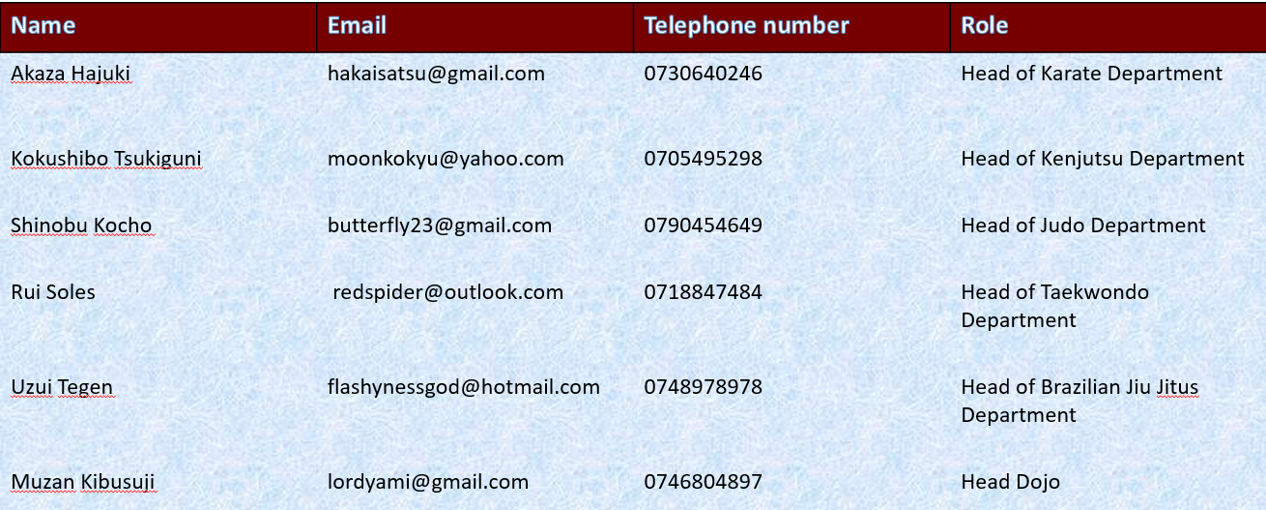 Name Email Telephone number Role
Akaza Hajuki hakaisatsu@gmail.com 0730640246 Head of Karate Department
Kokushibo Tsukiguni moonkokyu@yahoo.com 0705495298 Head of Kenjutsu Department
Shinobu Kocho butterfly23@gmail.com 0790454649 Head of Judo Department
Rui Soles redspider@outlook.com 0718847484 Head of Taekwondo
Department
Uzui Tegen flashynessgod@hotmail.com 0748978978 Head of Brazilian Jiu Jitus
Department
Muzan Kibusuji lordyami@gmail.com 0746804897 Head Dojo